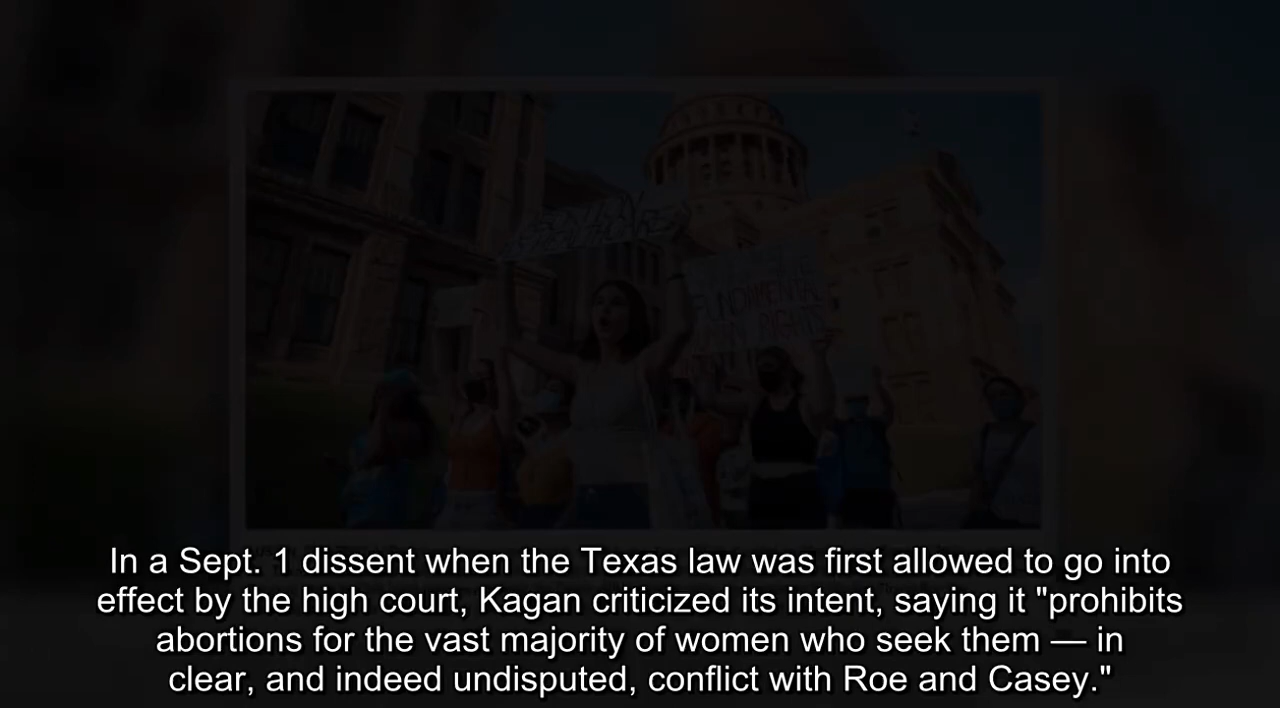 FUNDAMENTAL
In a Sept. 1 dissent when the Texas law was first allowed to go into
effect by the high court, Kagan criticized its intent, saying it "prohibits
abortions for the vast majority of women who seek them — in
clear, and indeed undisputed, conflict with Roe and Casey."